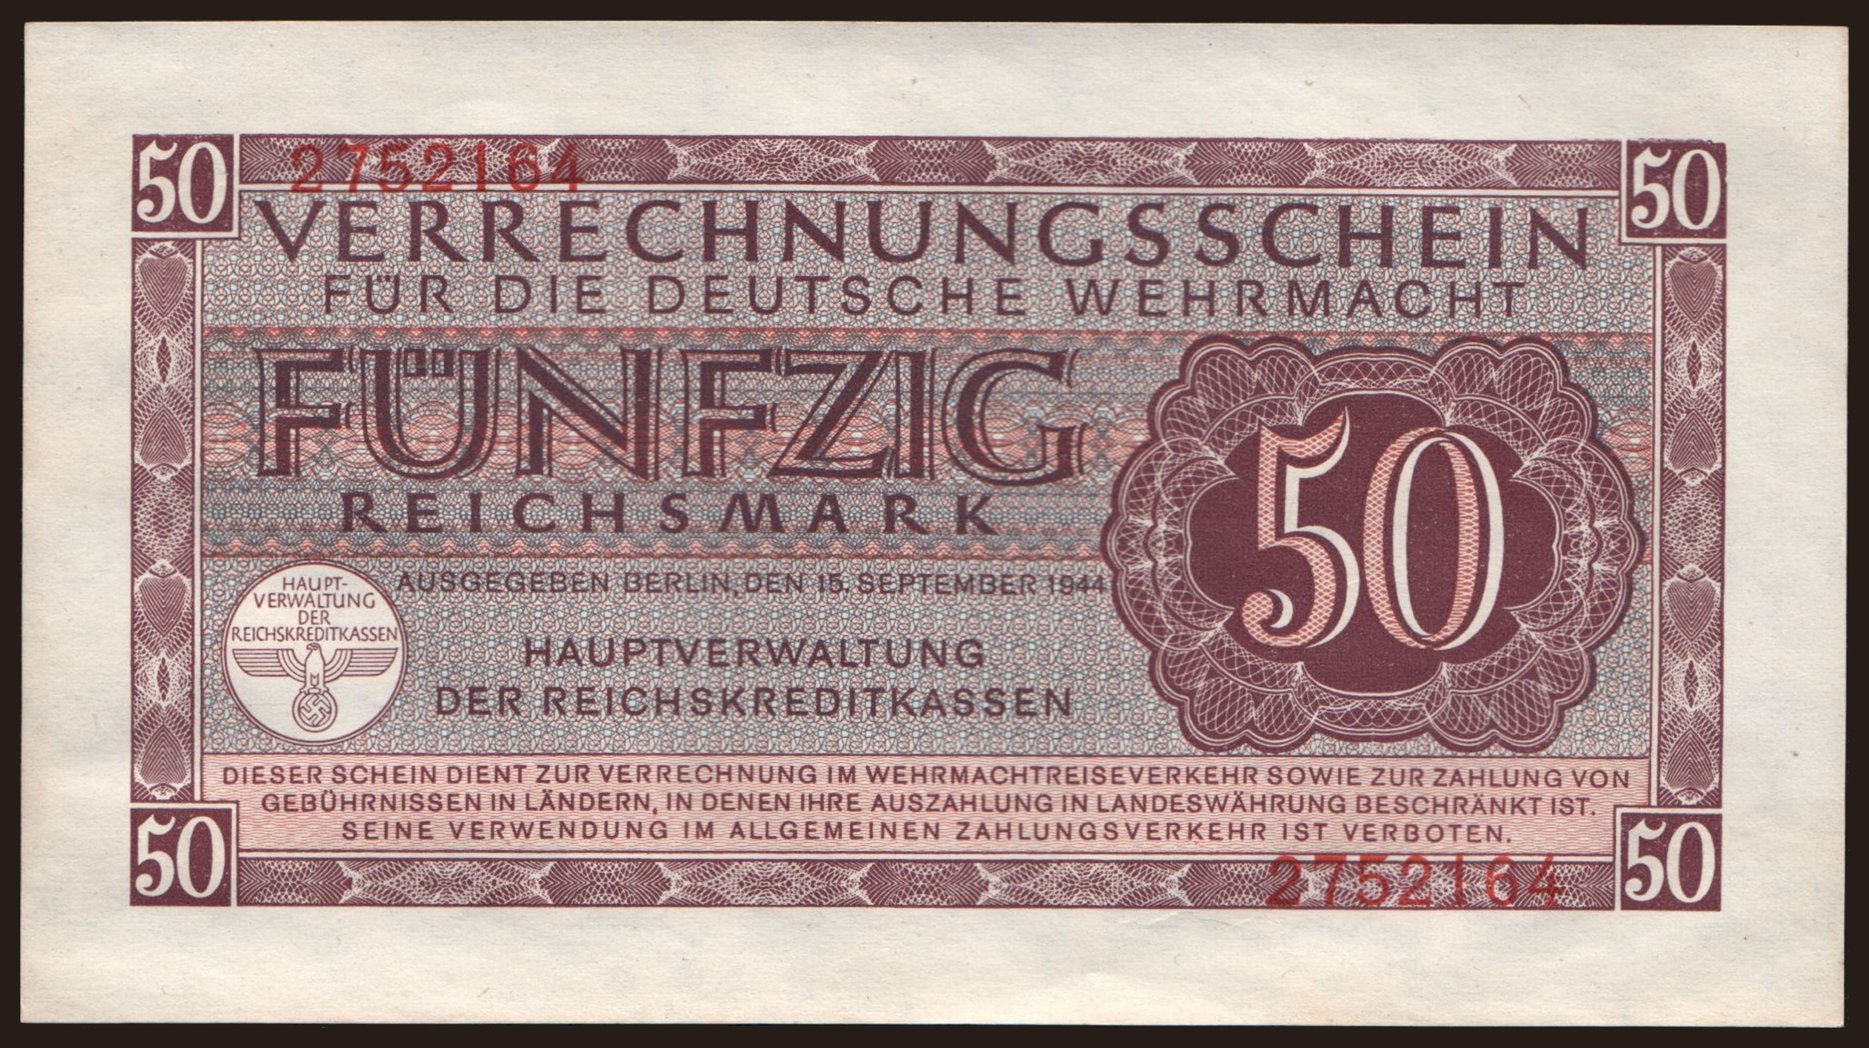 50
2752164
50
VERRECHNUNGSSCHEIN
FÜR DIE DEUTSCHE WEHRMACHT
FÜNFZIG
REICHSMARK
50
AUSGEGEBEN BERLIN, DEN 15. SEPTEMBER 1944
HAUPT-
VERWALTUNG
DER
REICHSKREDITKASSEN
HAUPTVERWALTUNG
DER REICHSKREDITKASSEN
DIESER SCHEIN DIENT ZUR VERRECHNUNG IM WEHRMACHTREISEVERKEHR SOWIE ZUR ZAHLUNG VON
GEBÜHRNISSEN IN LÄNDERN, IN DENEN IHRE AUSZAHLUNG IN LANDESWÄHRUNG BESCHRÄNKT IST.
SEINE VERWENDUNG IM ALLGEMEINEN ZAHLUNGSVERKEHR IST VERBOTEN.
50
2752164
50